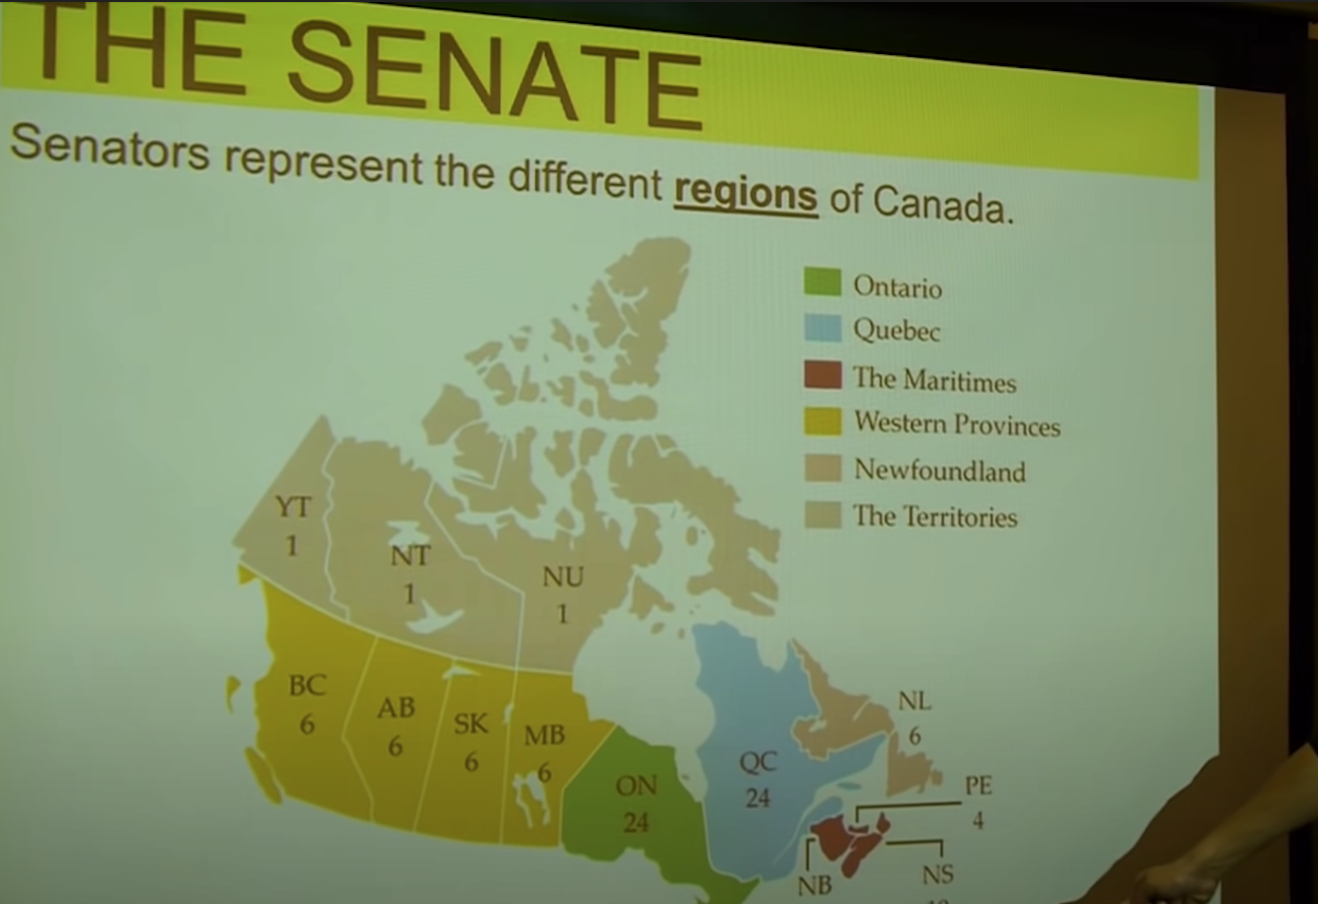 THE SENATE
Senators represent the different regions of Canada.
Ontario
Quebec
The Maritimes
Western Provinces
Newfoundland
The Territories
YT
1
NT
1
NU
1
BC
6
AB
6
SK
6
MB
6
ON
24
QC
24
NL
6
PE
4
NB
NS